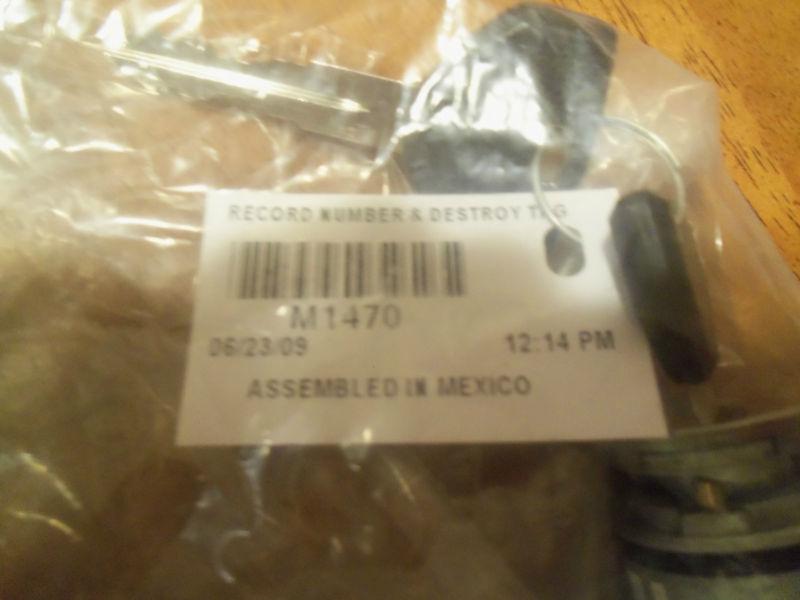 RECORD NUMBER & DESTROY TAG
M1470
06/23/09 12:14 PM
ASSEMBLED IN MEXICO